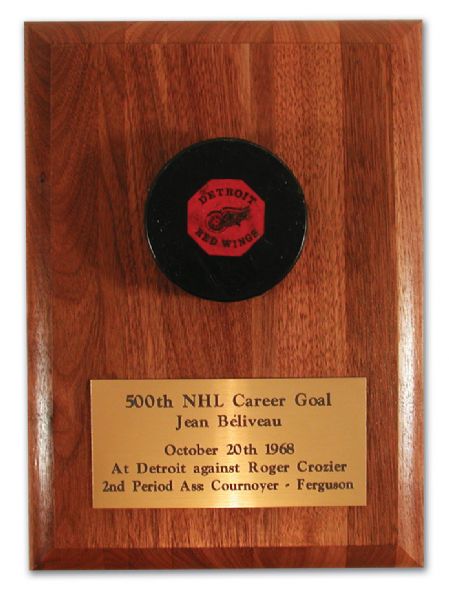 DETROIT
RED WINGS
500th NHL Career Goal
Jean Béliveau
October 20th 1968
At Detroit against Roger Crozier
2nd Period Ass: Cournoyer - Ferguson